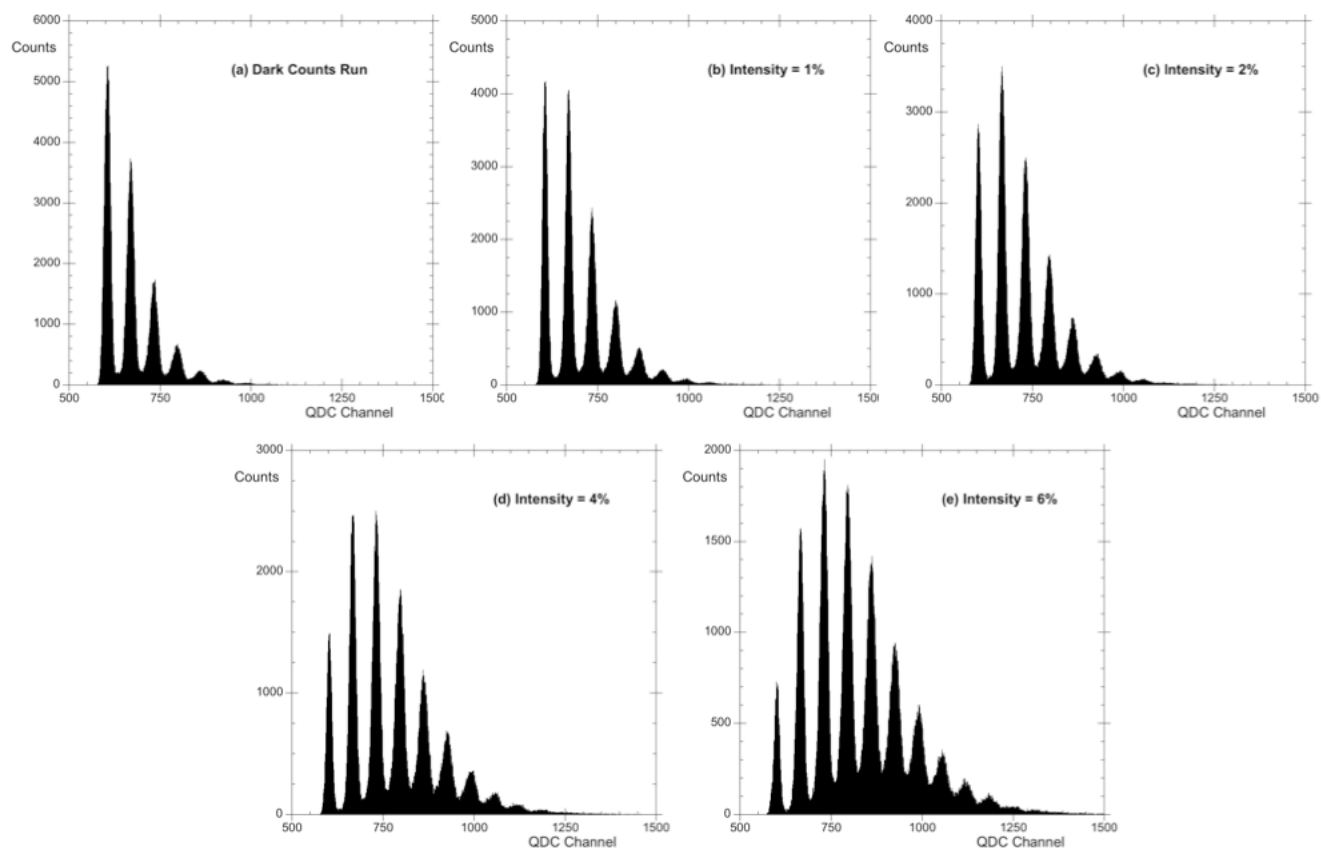 6000
Counts
(a) Dark Counts Run
5000
4000
3000
2000
1000
0
500 750 1000 1250 1500
QDC Channel
5000
Counts
(b) Intensity = 1%
4000
3000
2000
1000
0
500 750 1000 1250 1500
QDC Channel
4000
Counts
(c) Intensity = 2%
3000
2000
1000
0
500 750 1000 1250 1500
QDC Channel
3000
Counts
(d) Intensity = 4%
2000
1000
0
500 750 1000 1250 1500
QDC Channel
2000
Counts
(e) Intensity = 6%
1500
1000
500
0
500 750 1000 1250 1500
QDC Channel